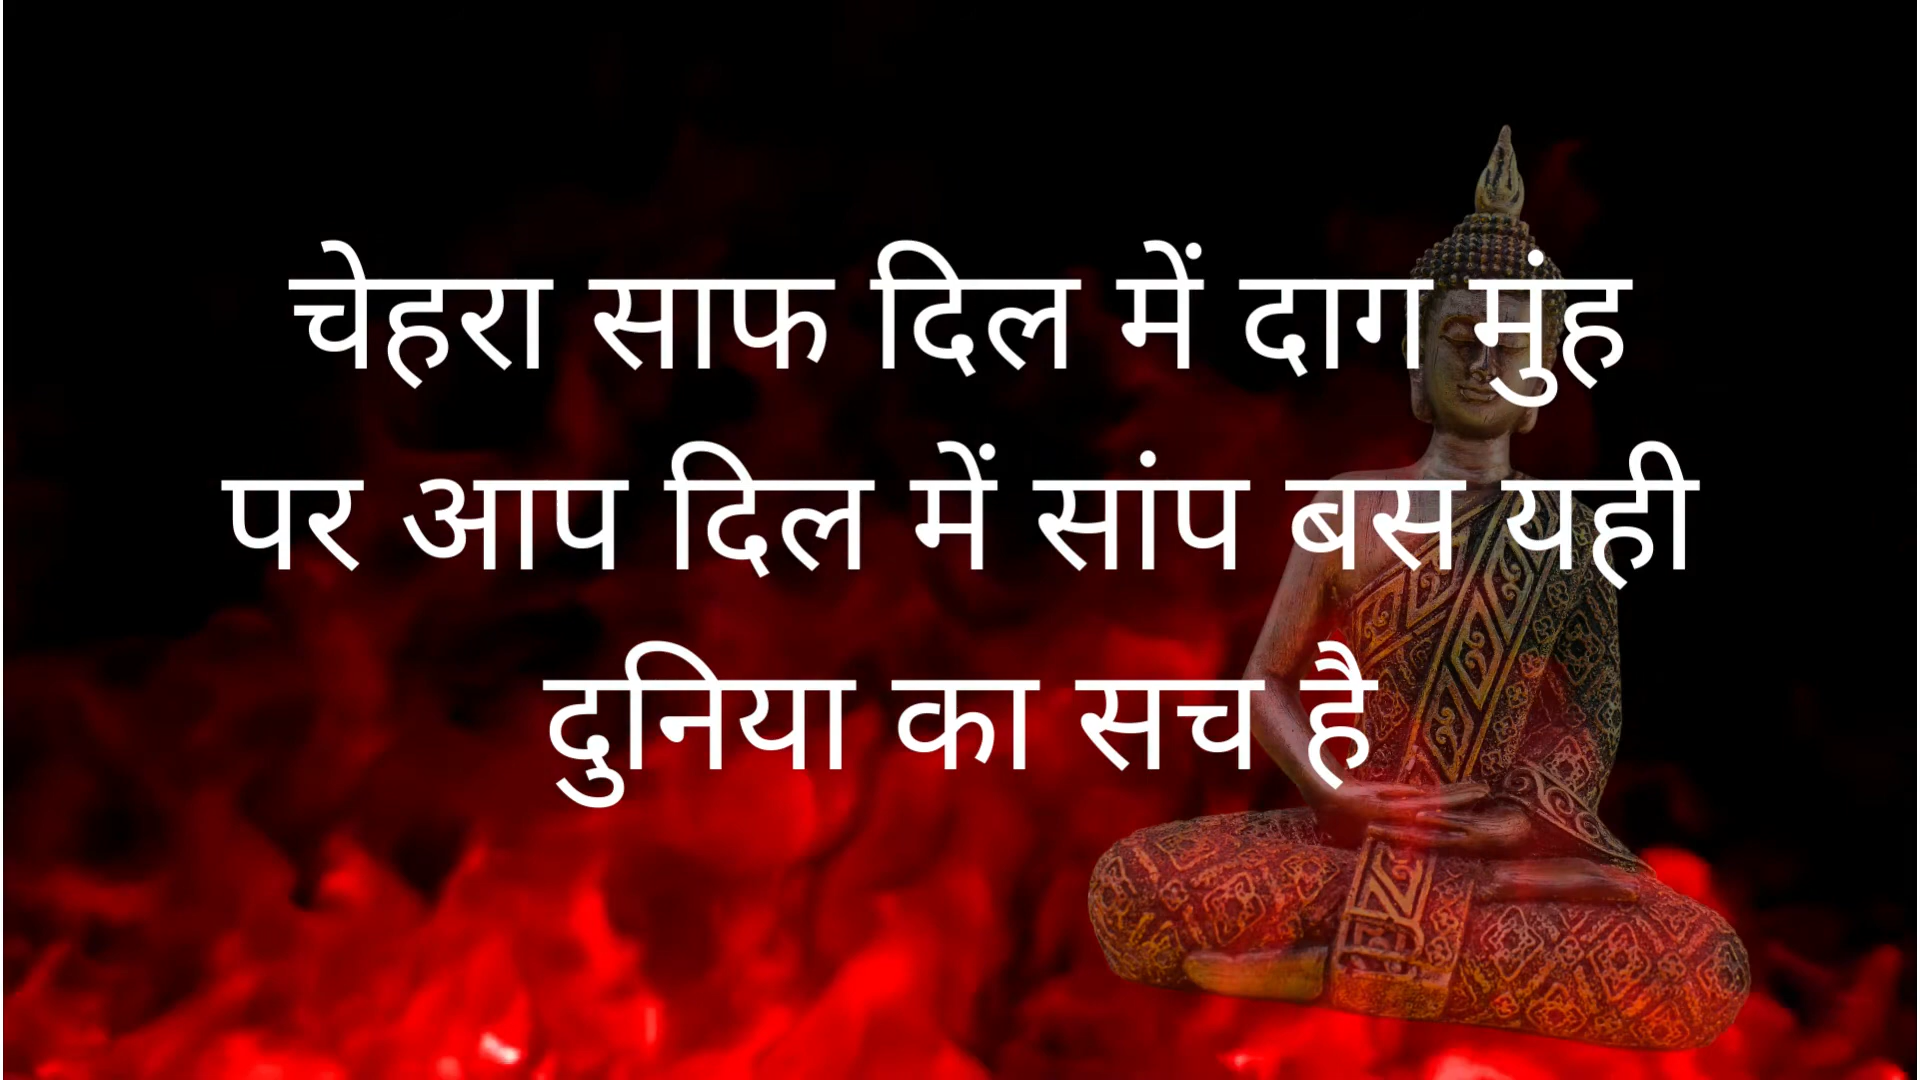 चेहरा साफ दिल में दाग मुंह
पर आप दिल में सांप बस यही
दुनिया का सच है